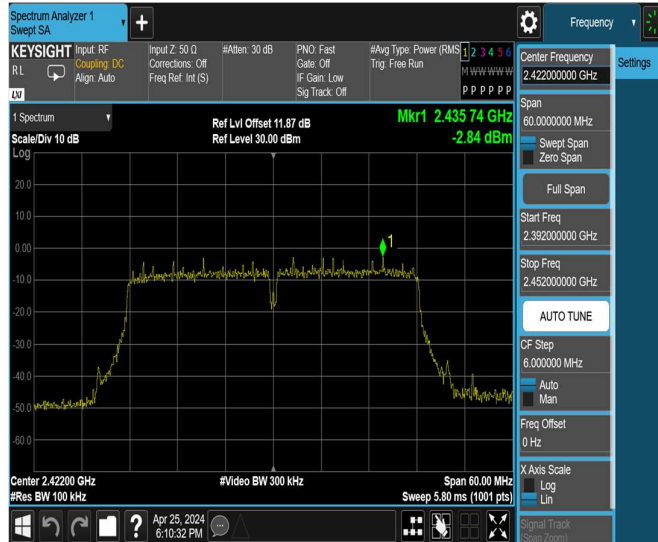 Spectrum Analyzer 1
Swept SA
+
Frequency
KEYSIGHT
RL
LXI
Input: RF
Coupling: DC
Align: Auto
Input Z: 50 Ω
Corrections: Off
Freq Ref: Int (S)
#Atten: 30 dB
PNO: Fast
Gate: Off
IF Gain: Low
Sig Track: Off
#Avg Type: Power (RMS
Trig: Free Run
1 2 3 4 5 6
M W W W W W
P P P P P P
1 Spectrum
Scale/Div 10 dB
Log
Ref Lvl Offset 11.87 dB
Ref Level 30.00 dBm
Mkr1 2.435 74 GHz
-2.84 dBm
20.0
10.0
0.00
-10.0
-20.0
-30.0
-40.0
-50.0
-60.0
1
Center 2.42200 GHz
#Res BW 100 kHz
#Video BW 300 kHz
Span 60.00 MHz
Sweep 5.80 ms (1001 pts)
?
Apr 25, 2024
6:10:32 PM
Center Frequency
2.422000000 GHz
Settings
Span
60.0000000 MHz
Swept Span
Zero Span
Full Span
Start Freq
2.392000000 GHz
Stop Freq
2.452000000 GHz
AUTO TUNE
CF Step
6.000000 MHz
Auto
Man
Freq Offset
0 Hz
X Axis Scale
Log
Lin
Signal Track
(Span Zoom)